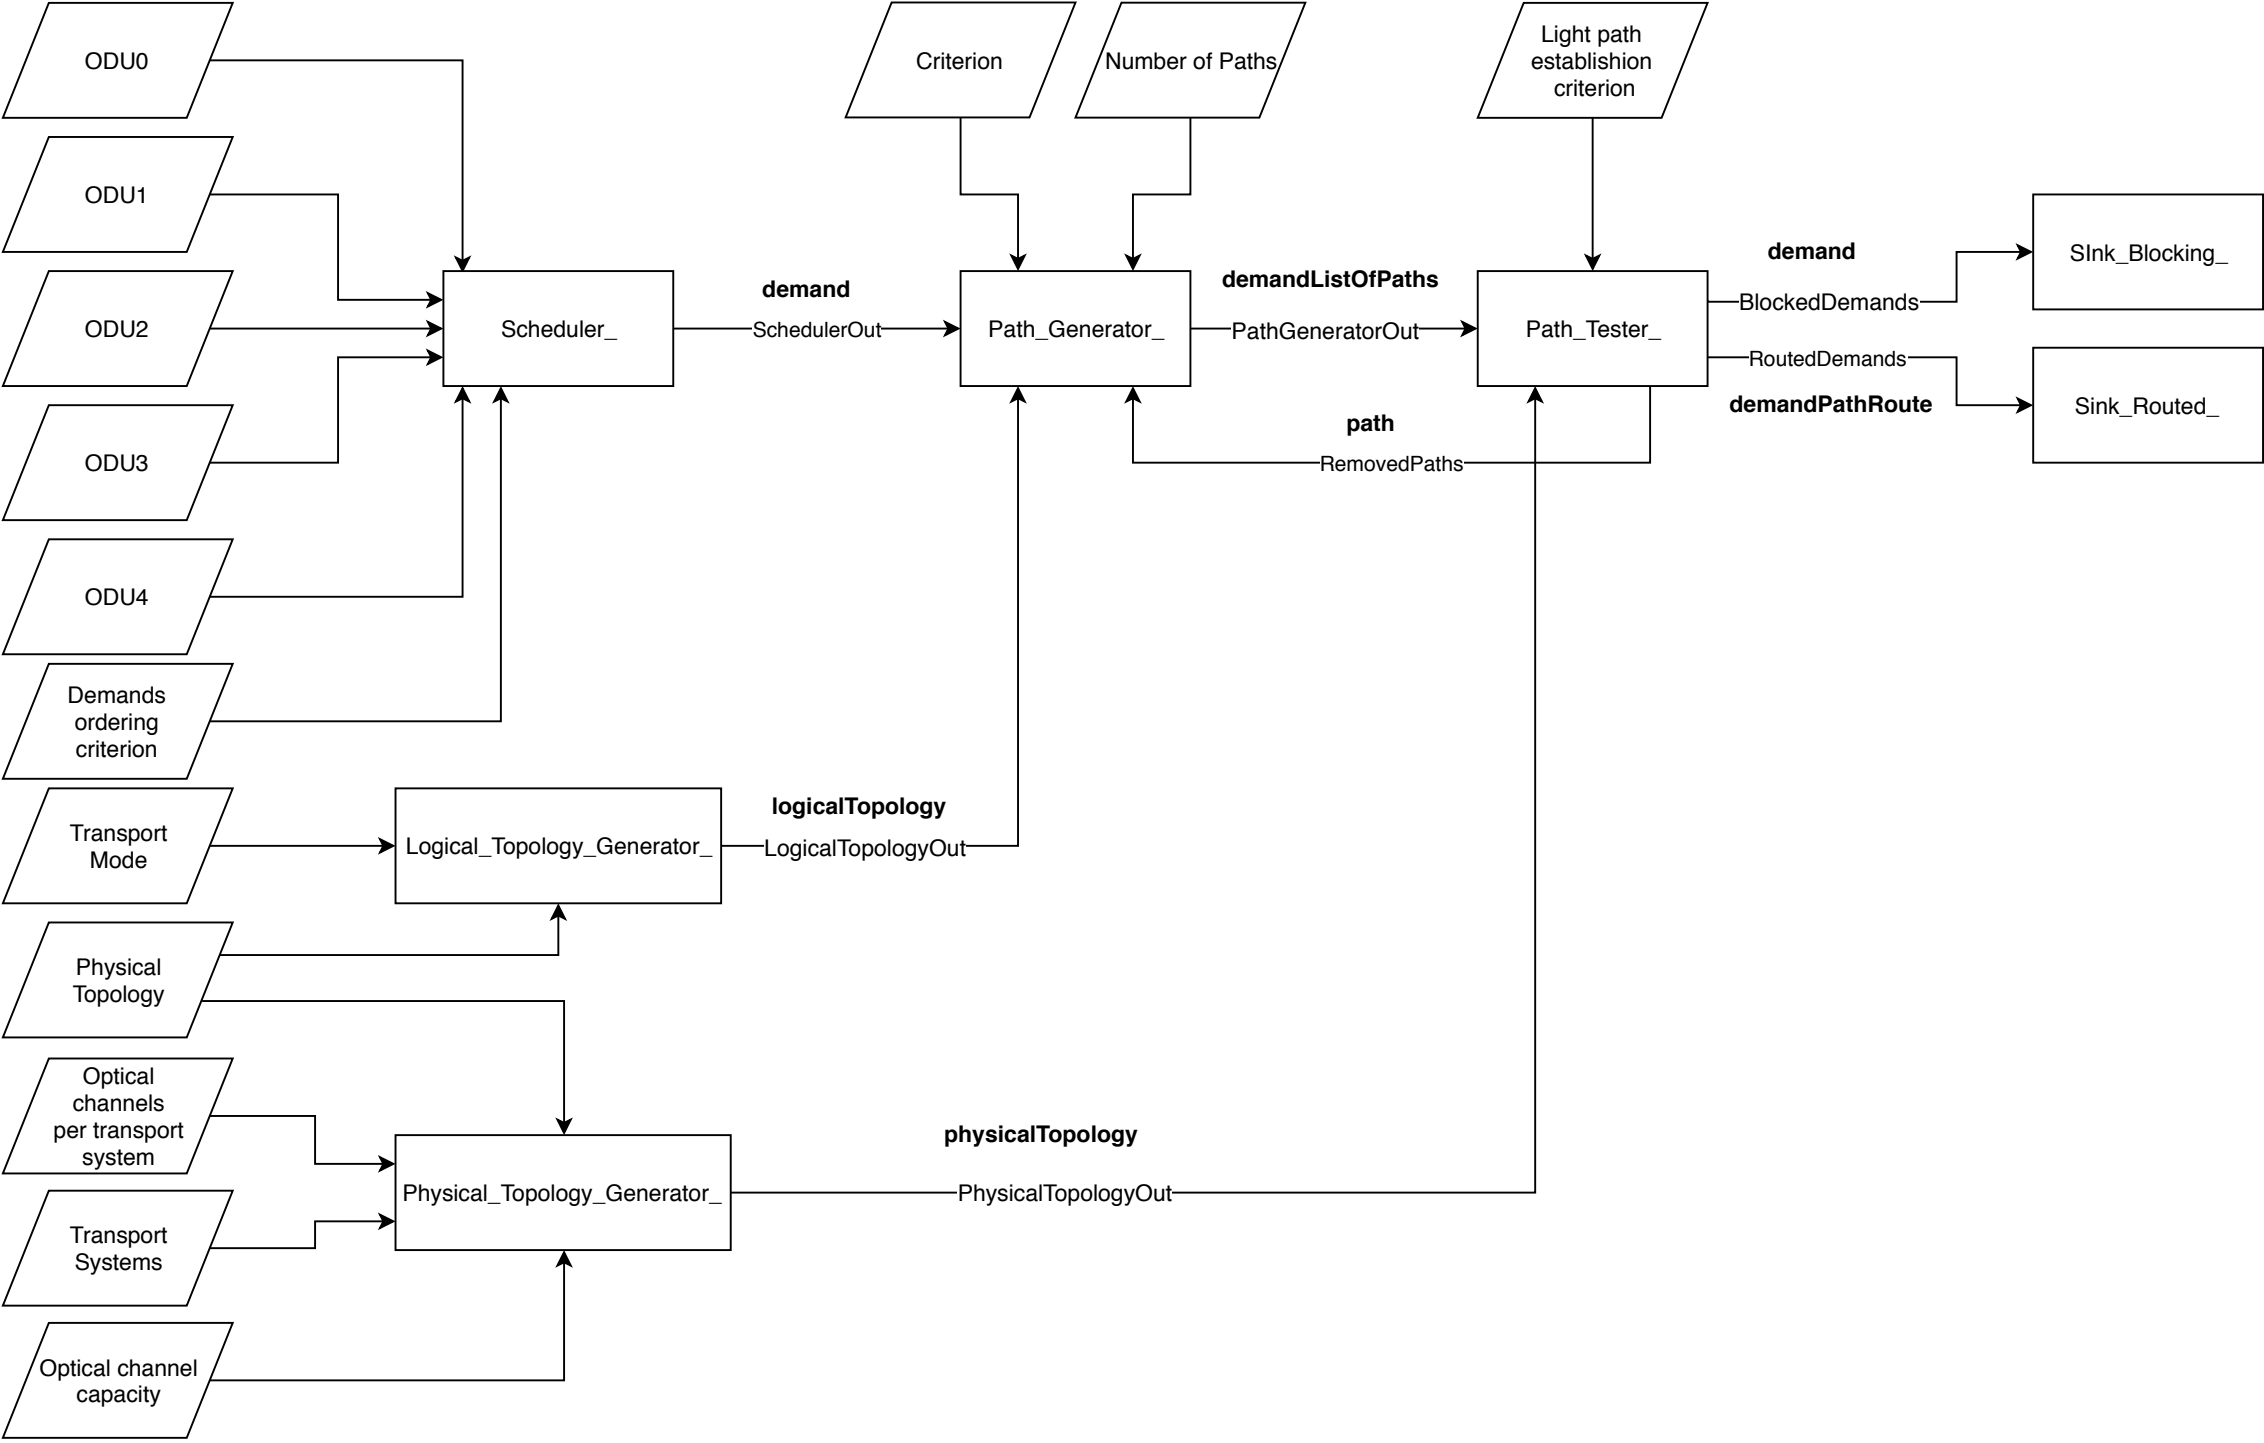 ODU0
Criterion
Number of Paths
Light path
establishion
criterion
ODU1
demand
SInk_Blocking_
BlockedDemands
demand
demandListOfPaths
ODU2
Scheduler_
SchedulerOut
Path_Generator_
PathGeneratorOut
Path_Tester_
RoutedDemands
demandPathRoute
Sink_Routed_
path
RemovedPaths
ODU3
ODU4
Demands
ordering
criterion
Transport
Mode
Logical_Topology_Generator_
logicalTopology
LogicalTopologyOut
Physical
Topology
Optical
channels
per transport
system
physicalTopology
Physical_Topology_Generator_
PhysicalTopologyOut
Transport
Systems
Optical channel
capacity